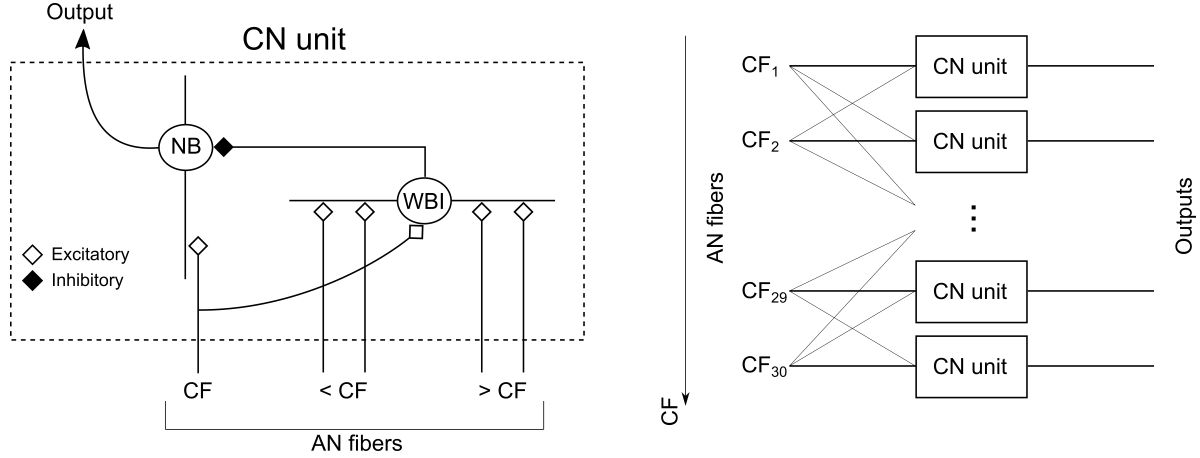 Output
CN unit
NB
WBI
Excitatory
Inhibitory
CF
< CF
> CF
AN fibers
CF
AN fibers
CF1
CN unit
CF2
CN unit
...
CF29
CN unit
CF30
CN unit
Outputs